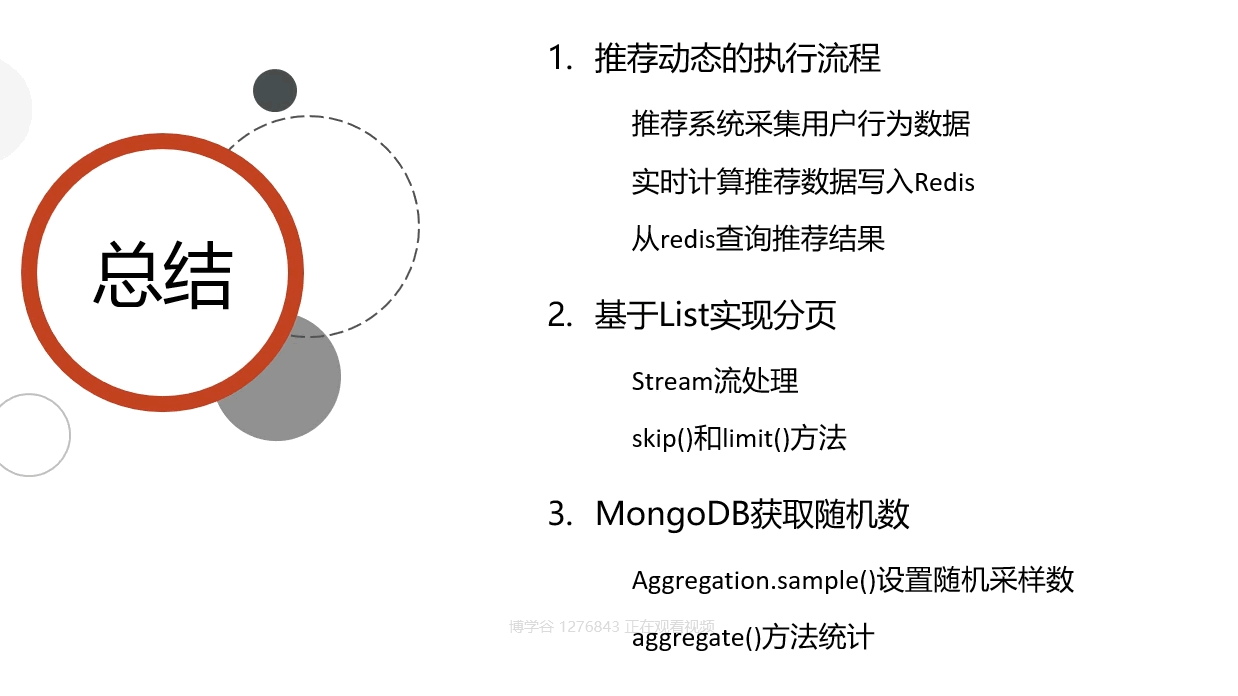 总结
1. 推荐动态的执行流程
推荐系统采集用户行为数据
实时计算推荐数据写入Redis
从redis查询推荐结果
2. 基于List实现分页
Stream流处理
skip()和limit()方法
3. MongoDB获取随机数
Aggregation.sample()设置随机采样数
博学谷 1276843 正在观看视频
aggregate()方法统计